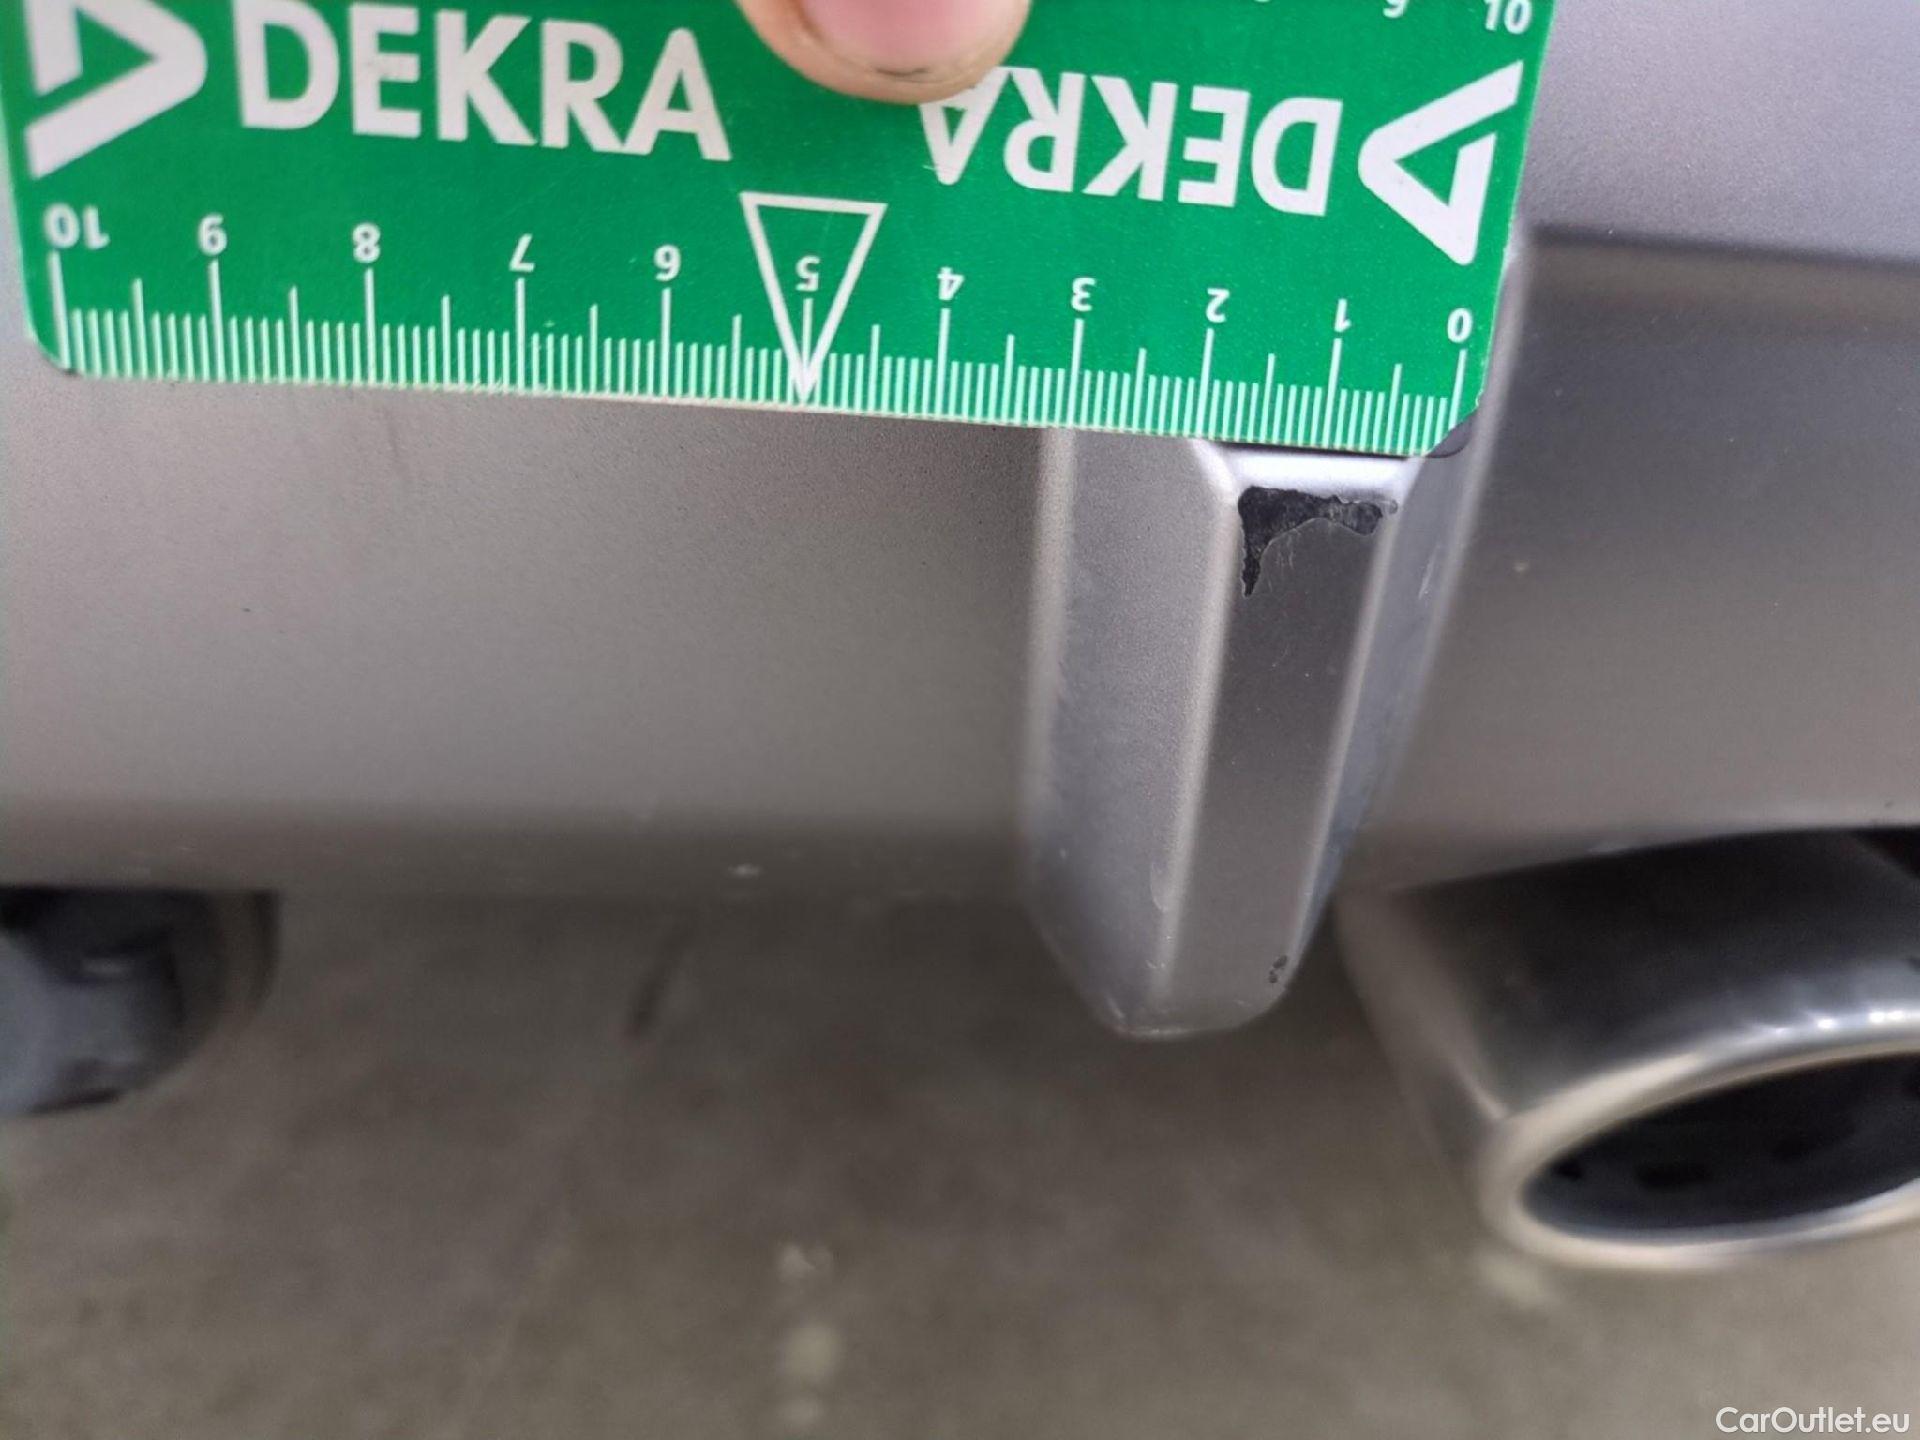 9 10
DEKRA DEKRA
10 9 8 7 6 5 4 3 2 1 0
CarOutlet.eu